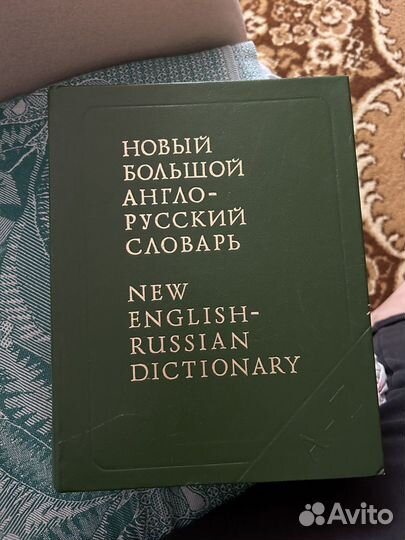 НОВЫЙ
БОЛЬШОЙ
АНГЛО-
РУССКИЙ
СЛОВАРЬ
NEW
ENGLISH-
RUSSIAN
DICTIONARY
Avito